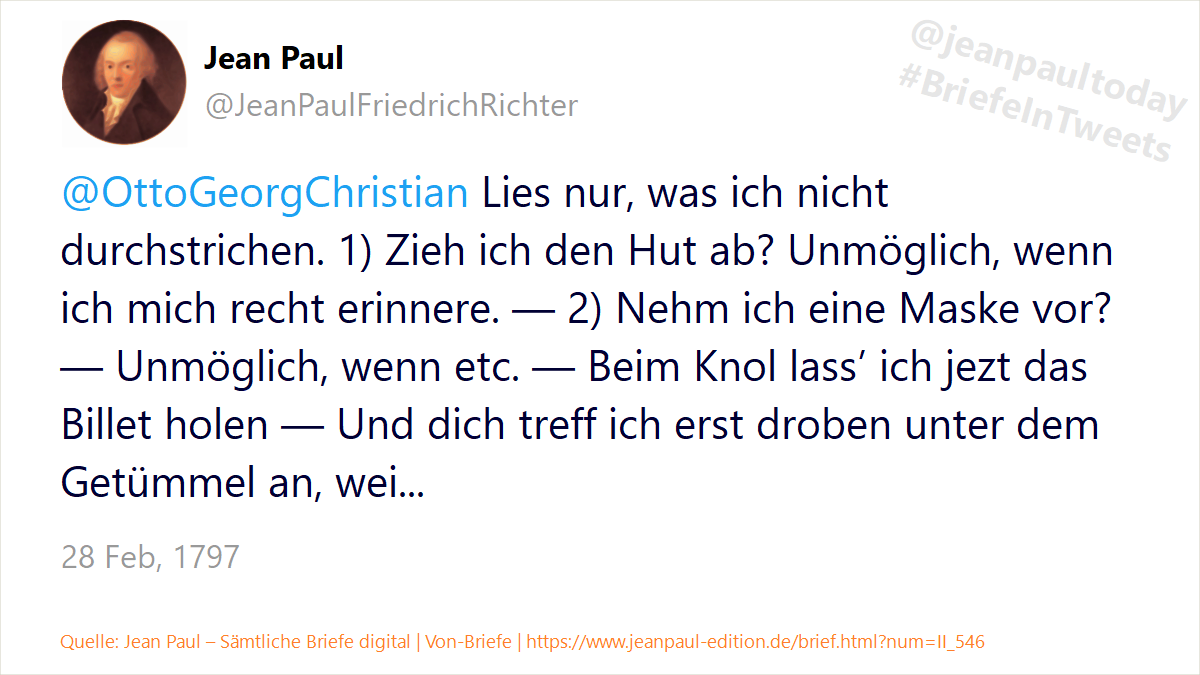 Jean Paul
@JeanPaulFriedrichRichter
@jeanpaultoday
#BriefeInTweets
@OttoGeorgChristian Lies nur, was ich nicht
durchstrichen. 1) Zieh ich den Hut ab? Unmöglich, wenn
ich mich recht erinnere. — 2) Nehm ich eine Maske vor?
— Unmöglich, wenn etc. — Beim Knol lass’ ich jezt das
Billet holen — Und dich treff ich erst droben unter dem
Getümmel an, wei...
28 Feb, 1797
Quelle: Jean Paul – Sämtliche Briefe digital | Von-Briefe | https://www.jeanpaul-edition.de/brief.html?num=II_546